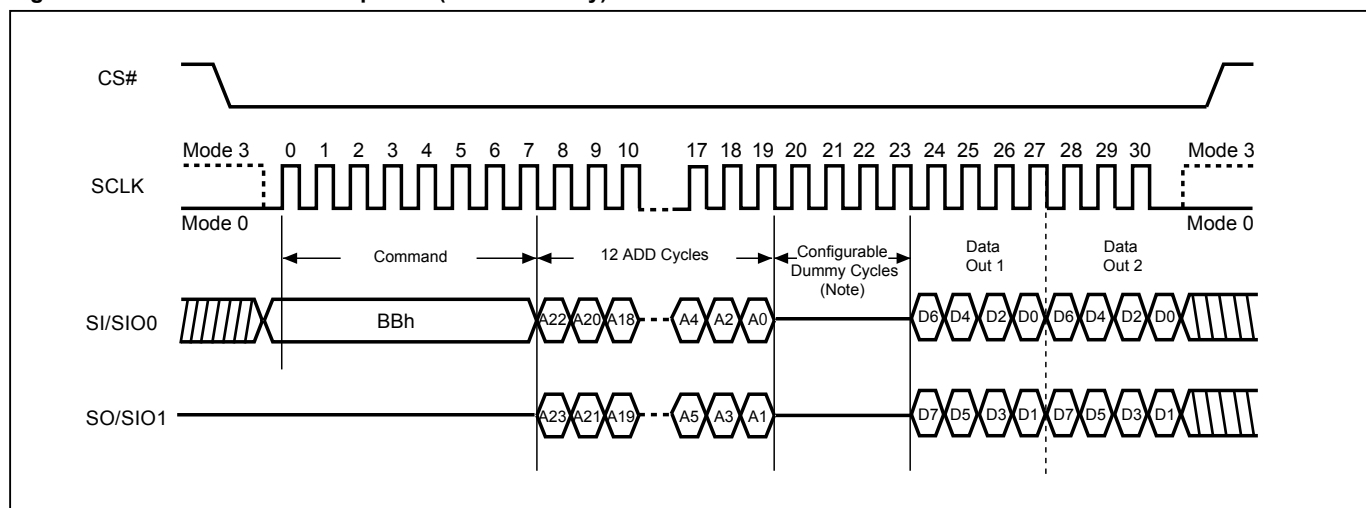 CS#
Mode 3 0 1 2 3 4 5 6 7 8 9 10 17 18 19 20 21 22 23 24 25 26 27 28 29 30 Mode 3
SCLK
Mode 0 Mode 0
Command 12 ADD Cycles Configurable Dummy Cycles (Note) Data Out 1 Data Out 2
SI/SIO0 BBh A22 A20 A18 A4 A2 A0 D6 D4 D2 D0 D6 D4 D2 D0
SO/SIO1 A23 A21 A19 A5 A3 A1 D7 D5 D3 D1 D7 D5 D3 D1